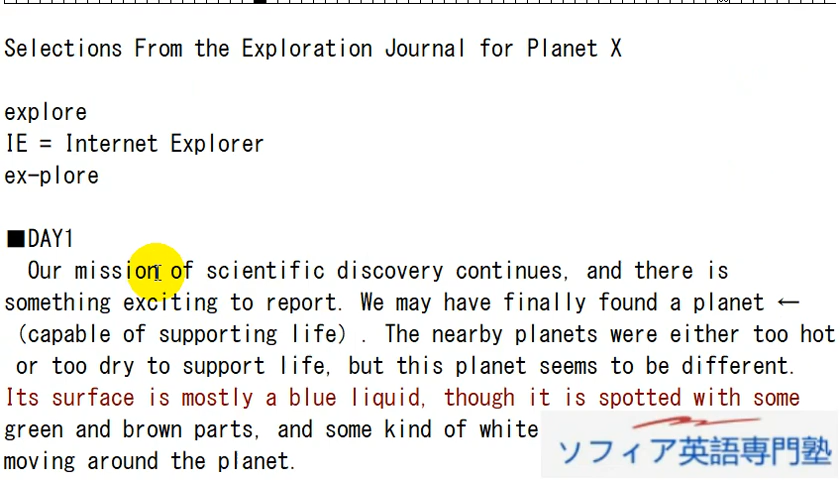 Selections From the Exploration Journal for Planet X
explore
IE = Internet Explorer
ex-plore
■DAY1
Our mission of scientific discovery continues, and there is
something exciting to report. We may have finally found a planet ←
(capable of supporting life) . The nearby planets were either too hot
or too dry to support life, but this planet seems to be different.
Its surface is mostly a blue liquid, though it is spotted with some
green and brown parts, and some kind of white
moving around the planet.
ソフィア英語専門塾